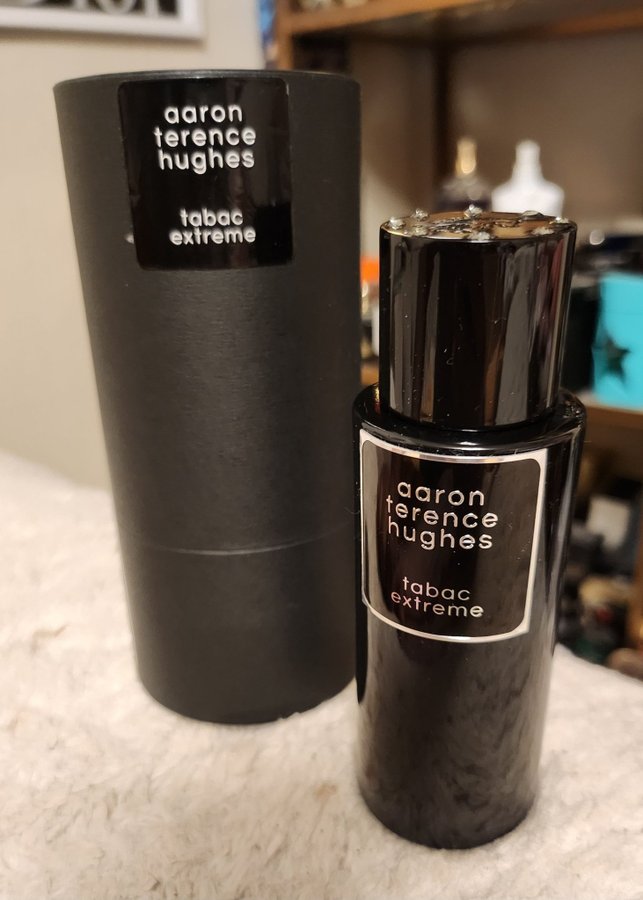 aaron
terence
hughes
tabac
extreme
aaron
terence
hughes
tabac
extreme